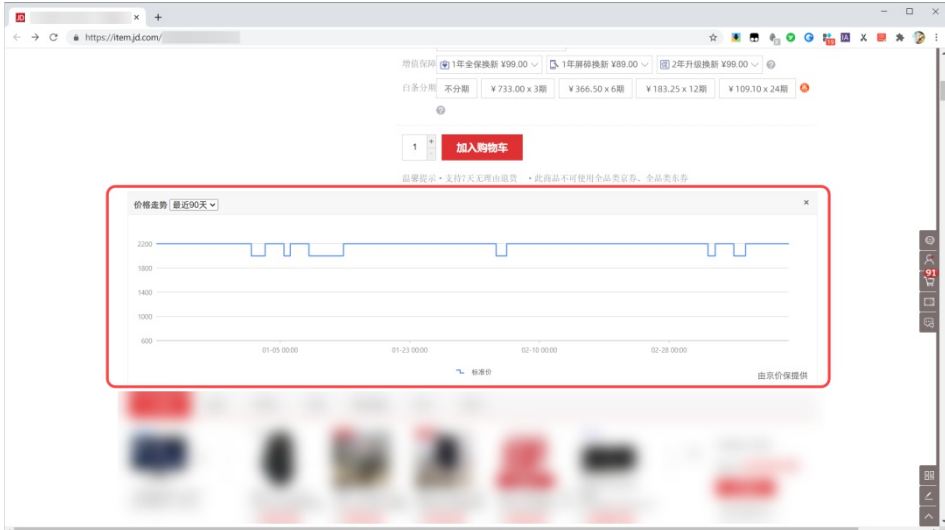 JD
https://item.jd.com/
增值保障 1年全保换新 ¥99.00 1年屏碎换新 ¥89.00 2年升级换新 ¥99.00
白条分期 不分期 ¥ 733.00 x 3期 ¥ 366.50 x 6期 ¥ 183.25 x 12期 ¥ 109.10 x 24期
1 + - 加入购物车
温馨提示 • 支持7天无理由退货 • 此商品不可使用全品类京券、全品类东券
价格走势 最近90天 ×
2200
1800
1400
1000
600
01-05 00:00 01-23 00:00 02-10 00:00 02-28 00:00
标准价
由京价保提供
91